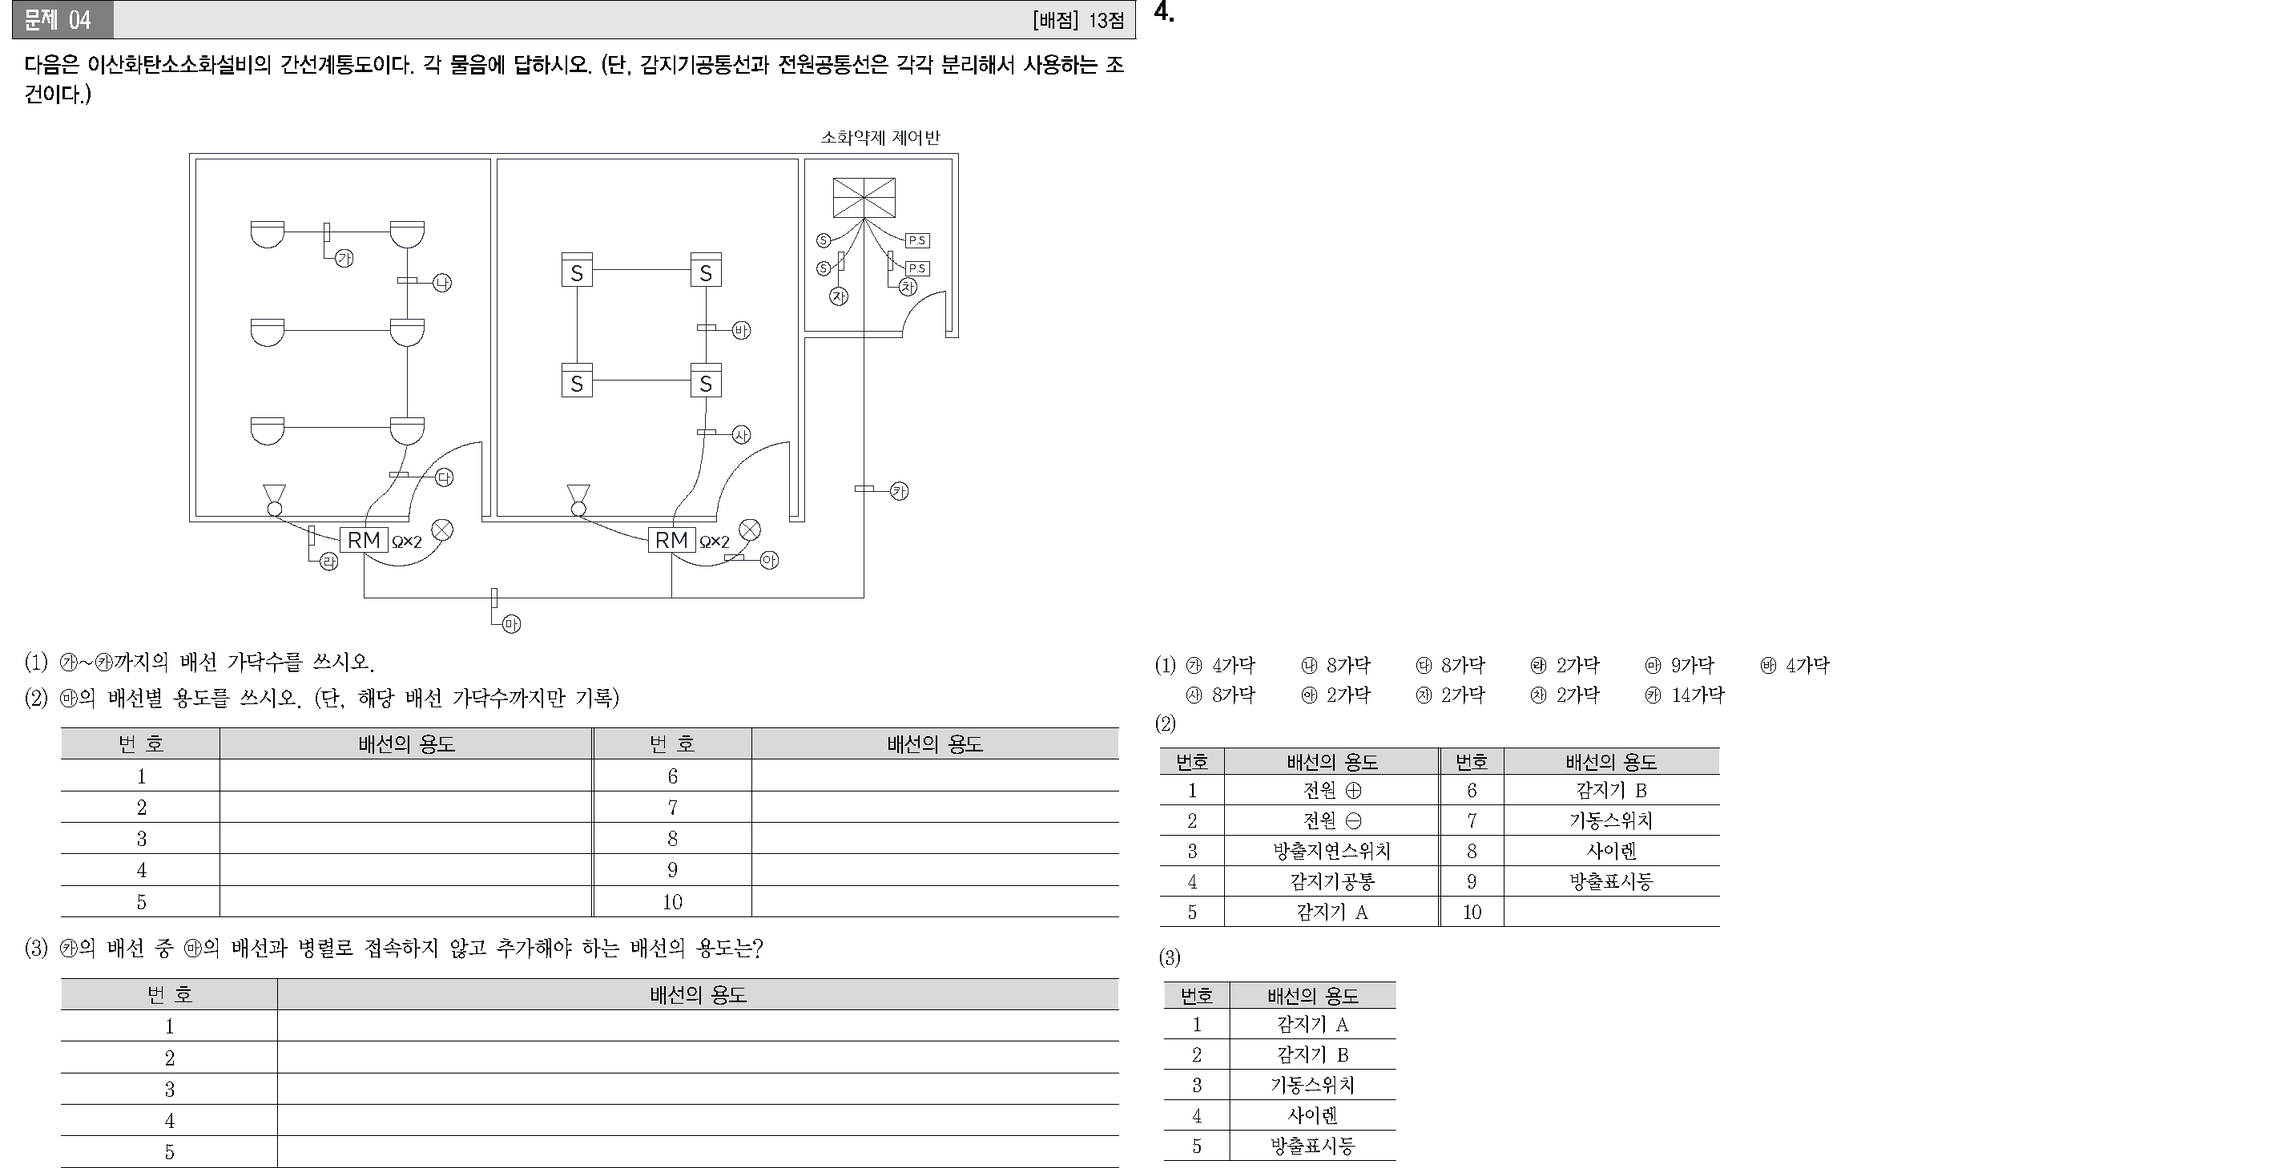 문제 04
[배점] 13점
다음은 이산화탄소소화설비의 간선계통도이다. 각 물음에 답하시오. (단, 감지기공통선과 전원공통선은 각각 분리해서 사용하는 조
건이다.)
소화약제 제어반
S P.S
S P.S
㉮
㉯
㉶ ㉷
S S
㉳
S S
㉴
㉰
㉸
RM Ω×2
㉱
RM Ω×2
㉵
㉲
(1) ㉮~㉸까지의 배선 가닥수를 쓰시오.
(2) ㉲의 배선별 용도를 쓰시오. (단, 해당 배선 가닥수까지만 기록)
번 호 배선의 용도 번 호 배선의 용도
1 6
2 7
3 8
4 9
5 10
(3) ㉸의 배선 중 ㉲의 배선과 병렬로 접속하지 않고 추가해야 하는 배선의 용도는?
번 호 배선의 용도
1
2
3
4
5
4.
(1) ㉮ 4가닥 ㉯ 8가닥 ㉰ 8가닥 ㉱ 2가닥 ㉲ 9가닥 ㉳ 4가닥
㉴ 8가닥 ㉵ 2가닥 ㉶ 2가닥 ㉷ 2가닥 ㉸ 14가닥
(2)
번호 배선의 용도 번호 배선의 용도
1 전원 ⊕ 6 감지기 B
2 전원 ⊖ 7 기동스위치
3 방출지연스위치 8 사이렌
4 감지기공통 9 방출표시등
5 감지기 A 10
(3)
번호 배선의 용도
1 감지기 A
2 감지기 B
3 기동스위치
4 사이렌
5 방출표시등